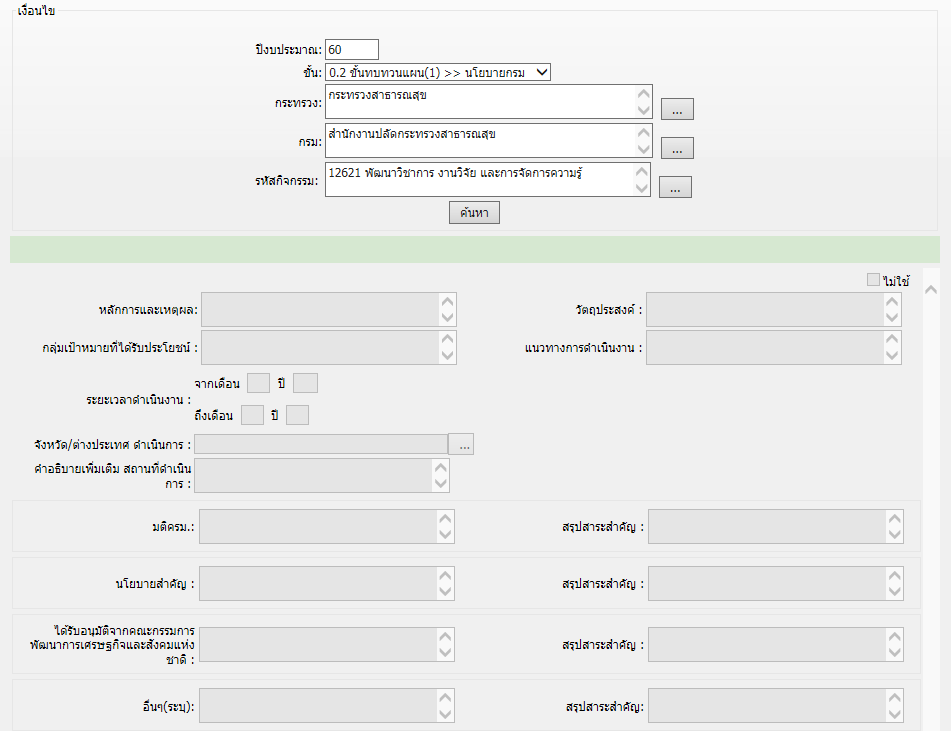 เงื่อนไข
ปีงบประมาณ: 60
ขั้น: 0.2 ขั้นทบทวนแผน(1) >> นโยบายกรม
กระทรวง: กระทรวงสาธารณสุข ...
กรม: สำนักงานปลัดกระทรวงสาธารณสุข ...
รหัสกิจกรรม: 12621 พัฒนาวิชาการ งานวิจัย และการจัดการความรู้ ...
ค้นหา
ไม่ใช้
หลักการและเหตุผล: วัตถุประสงค์ :
กลุ่มเป้าหมายที่ได้รับประโยชน์ : แนวทางการดำเนินงาน :
จากเดือน ปี
ระยะเวลาดำเนินงาน :
ถึงเดือน ปี
จังหวัด/ต่างประเทศ ดำเนินการ : ...
คำอธิบายเพิ่มเติม สถานที่ดำเนิน
การ :
มติครม.: สรุปสาระสำคัญ :
นโยบายสำคัญ : สรุปสาระสำคัญ :
ได้รับอนุมัติจากคณะกรรมการ
พัฒนาการเศรษฐกิจและสังคมแห่ง สรุปสาระสำคัญ :
ชาติ :
อื่นๆ(ระบุ): สรุปสาระสำคัญ: